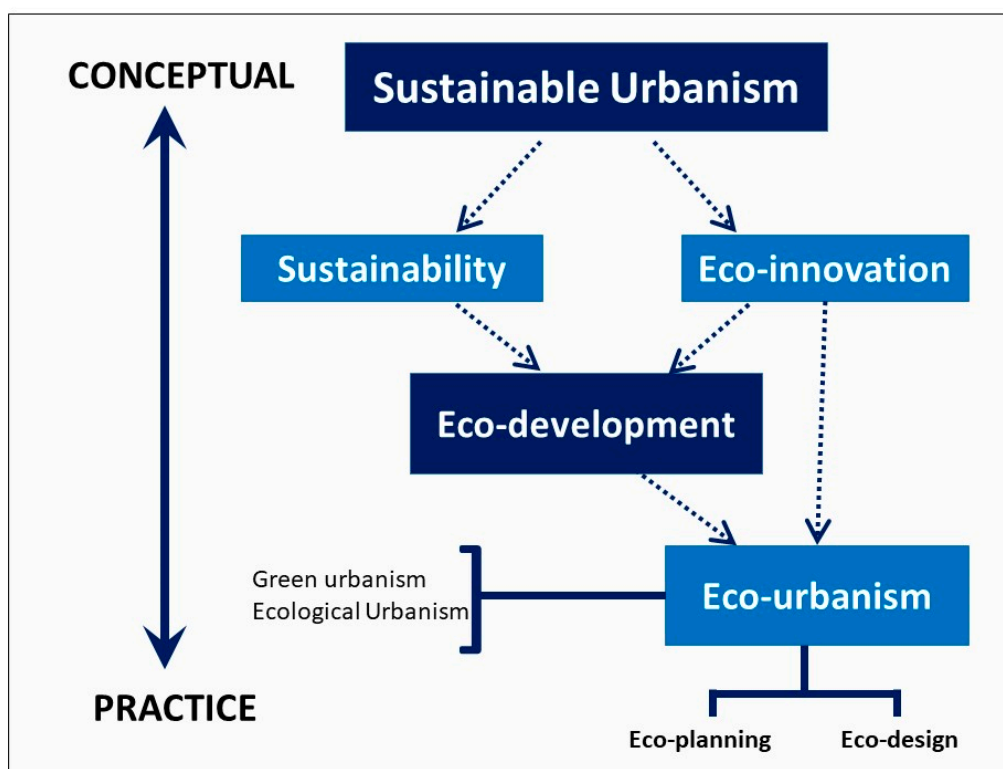 CONCEPTUAL
Sustainable Urbanism
Sustainability
Eco-innovation
Eco-development
Green urbanism
Ecological Urbanism
Eco-urbanism
PRACTICE
Eco-planning
Eco-design